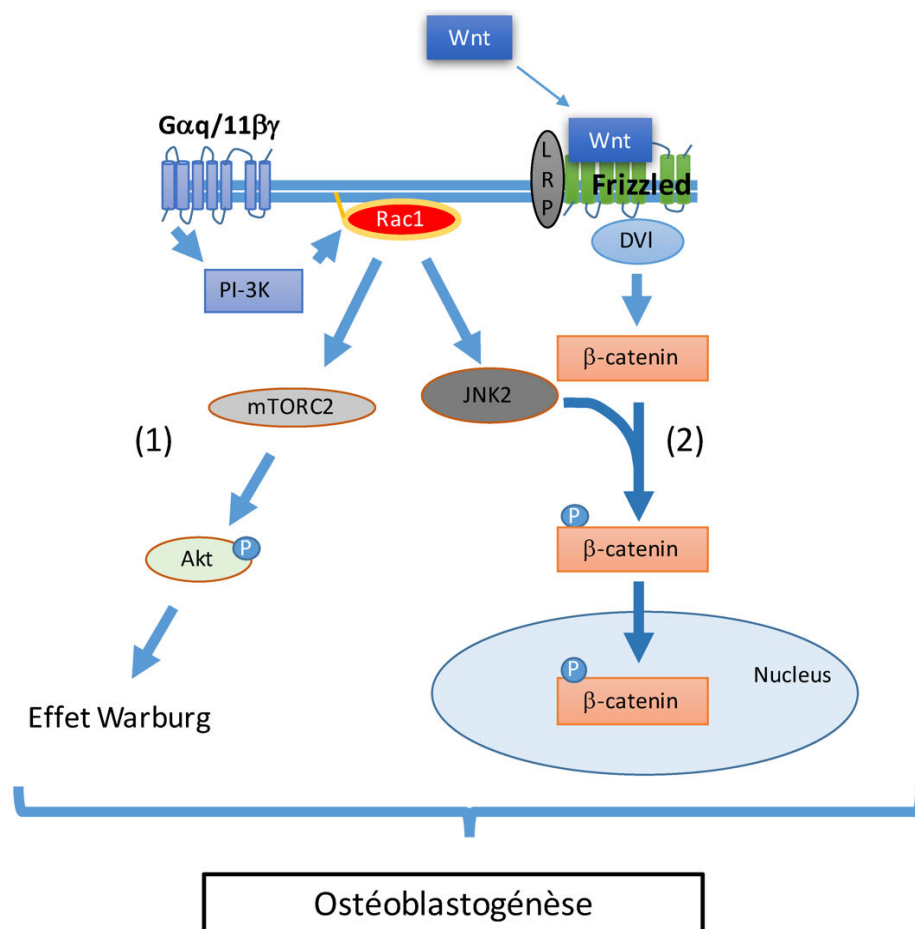 Wnt
Gαq/11βγ
Wnt
L
R
P
Frizzled
Rac1
DVl
PI-3K
β-catenin
mTORC2
JNK2
(1)
(2)
P
Akt
P
β-catenin
P
β-catenin
Nucleus
Effet Warburg
Ostéoblastogénèse